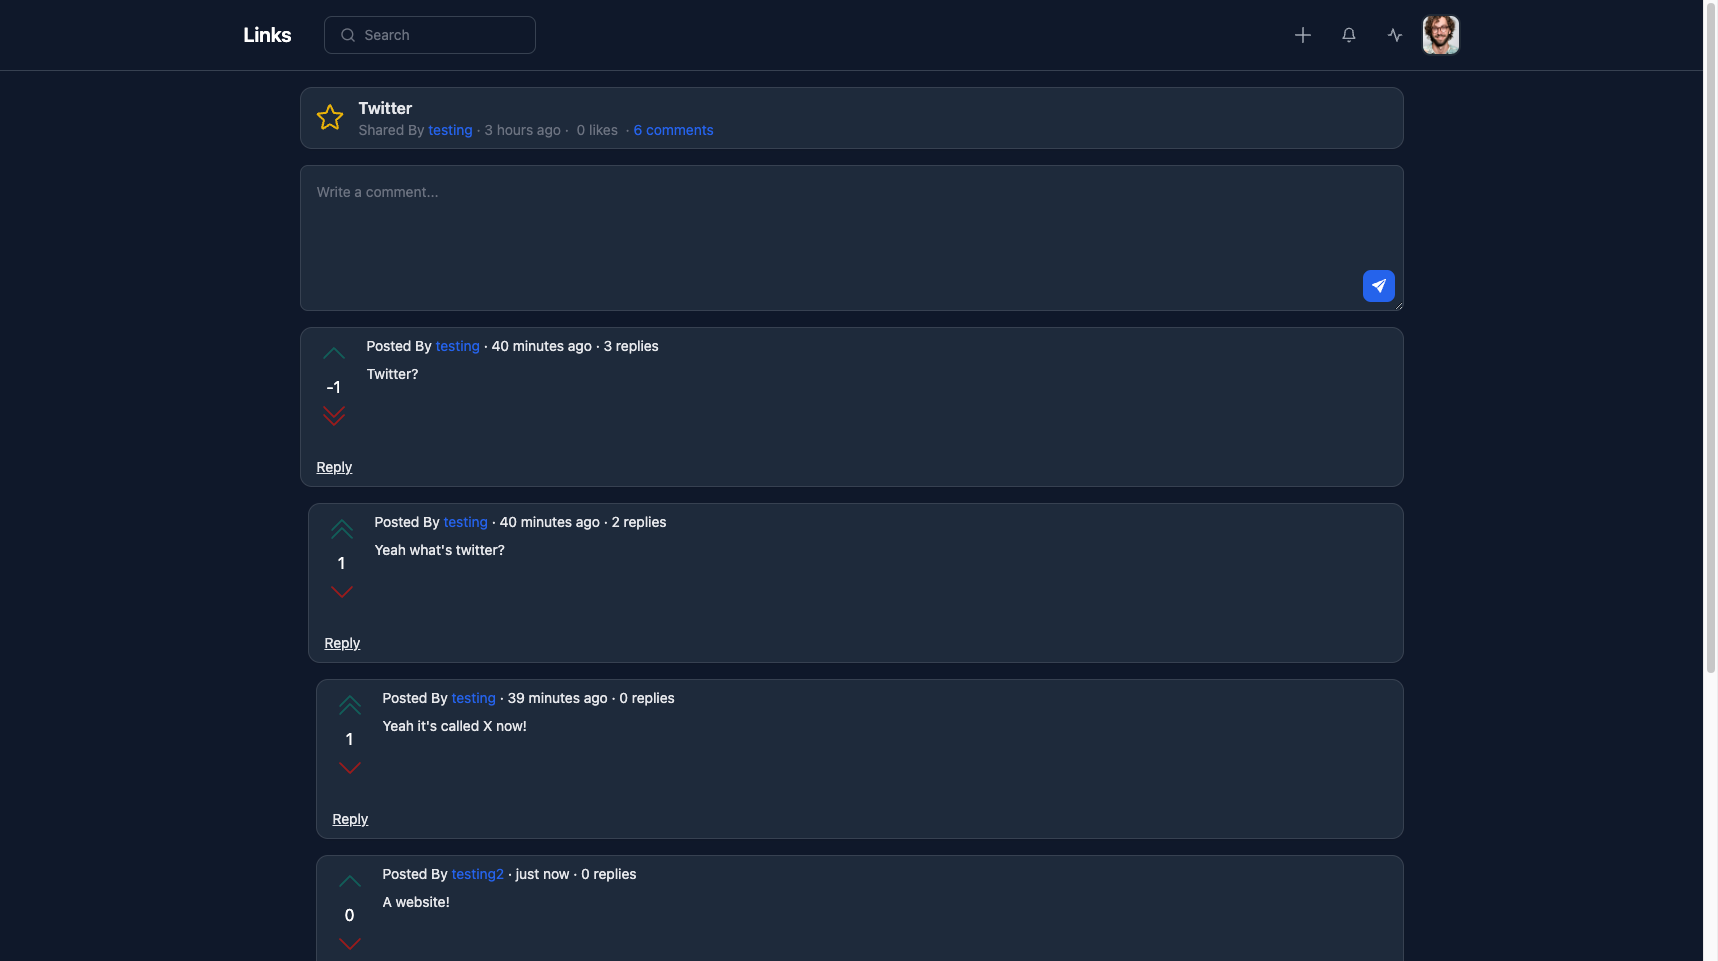 Links
Search
Twitter
Shared By testing · 3 hours ago · 0 likes · 6 comments
Write a comment...
Posted By testing · 40 minutes ago · 3 replies
Twitter?
-1
Reply
Posted By testing · 40 minutes ago · 2 replies
Yeah what's twitter?
1
Reply
Posted By testing · 39 minutes ago · 0 replies
Yeah it's called X now!
1
Reply
Posted By testing2 · just now · 0 replies
A website!
0